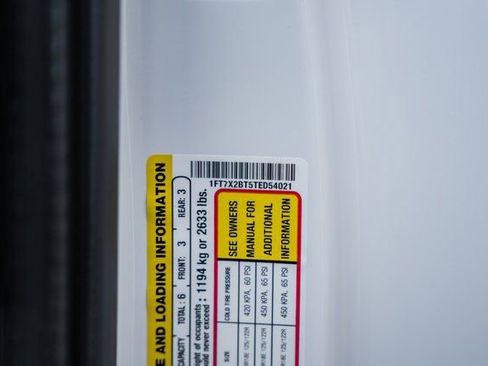 1FT7X2BT5TED54021
E AND LOADING INFORMATION
CAPACITY TOTAL: 6 FRONT: 3 REAR: 3
ght of occupants
ould never exceed : 1194 kg or 2633 lbs.
SEE OWNERS
MANUAL FOR
ADDITIONAL
INFORMATION
SIZE COLD TIRE PRESSURE
420 KPA, 60 PSI
450 KPA, 65 PSI
450 KPA, 65 PSI